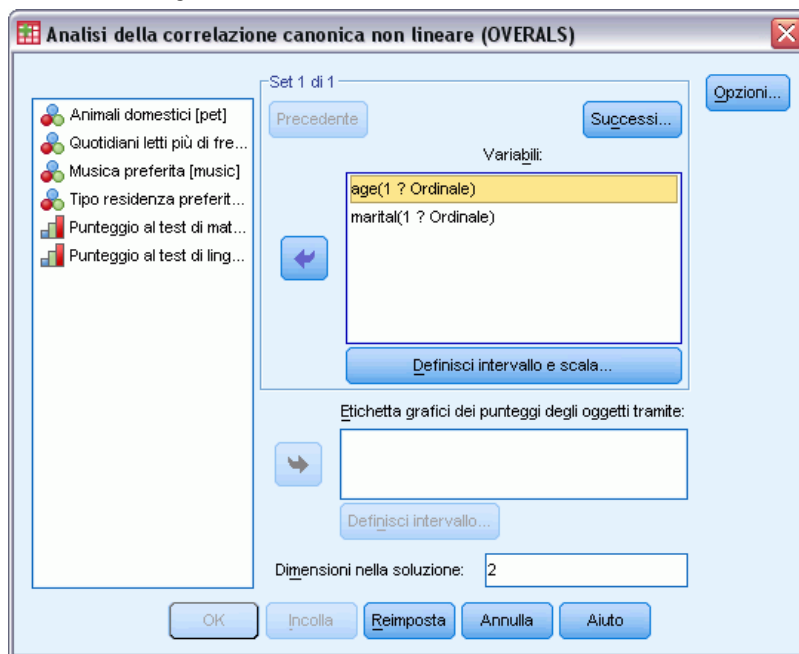 Analisi della correlazione canonica non lineare (OVERALS)
Animali domestici [pet]
Quotidiani letti più di fre...
Musica preferita [music]
Tipo residenza preferit...
Punteggio al test di mat...
Punteggio al test di ling...
Set 1 di 1
Precedente
Successi...
Variabili:
age(1 ? Ordinale)
marital(1 ? Ordinale)
Definisci intervallo e scala...
Etichetta grafici dei punteggi degli oggetti tramite:
Definisci intervallo...
Dimensioni nella soluzione: 2
Opzioni...
OK Incolla Reimposta Annulla Aiuto